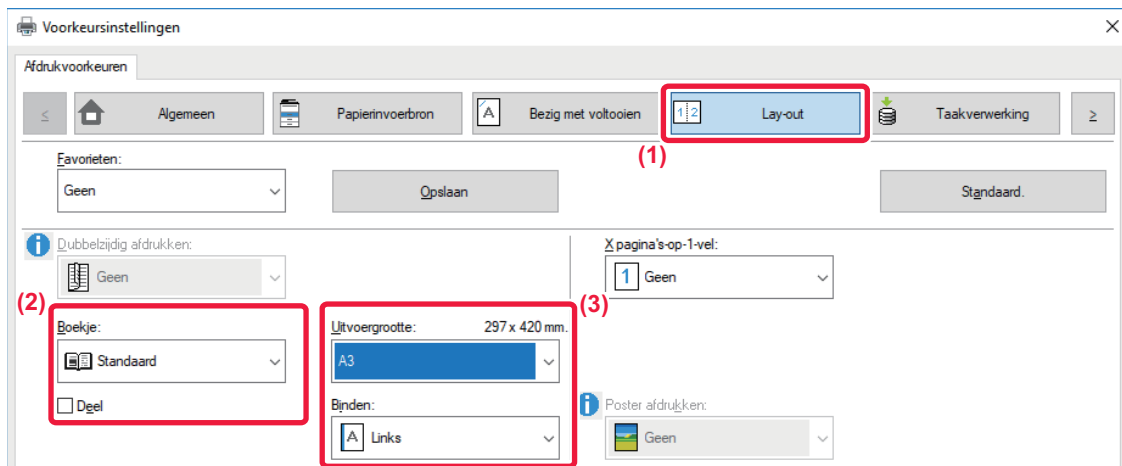 Voorkeursinstellingen
Afdrukvoorkeuren
Algemeen
Papierinvoerbron
Bezig met voltooien
Lay-out
Taakverwerking
(1)
Favorieten:
Geen
Opslaan
Standaard.
Dubbelzijdig afdrukken:
X pagina's-op-1-vel:
Geen
1 Geen
(2)
(3)
Boekje:
Uitvoergrootte: 297 x 420 mm.
Standaard
A3
Deel
Binden:
Poster afdrukken:
Links
Geen